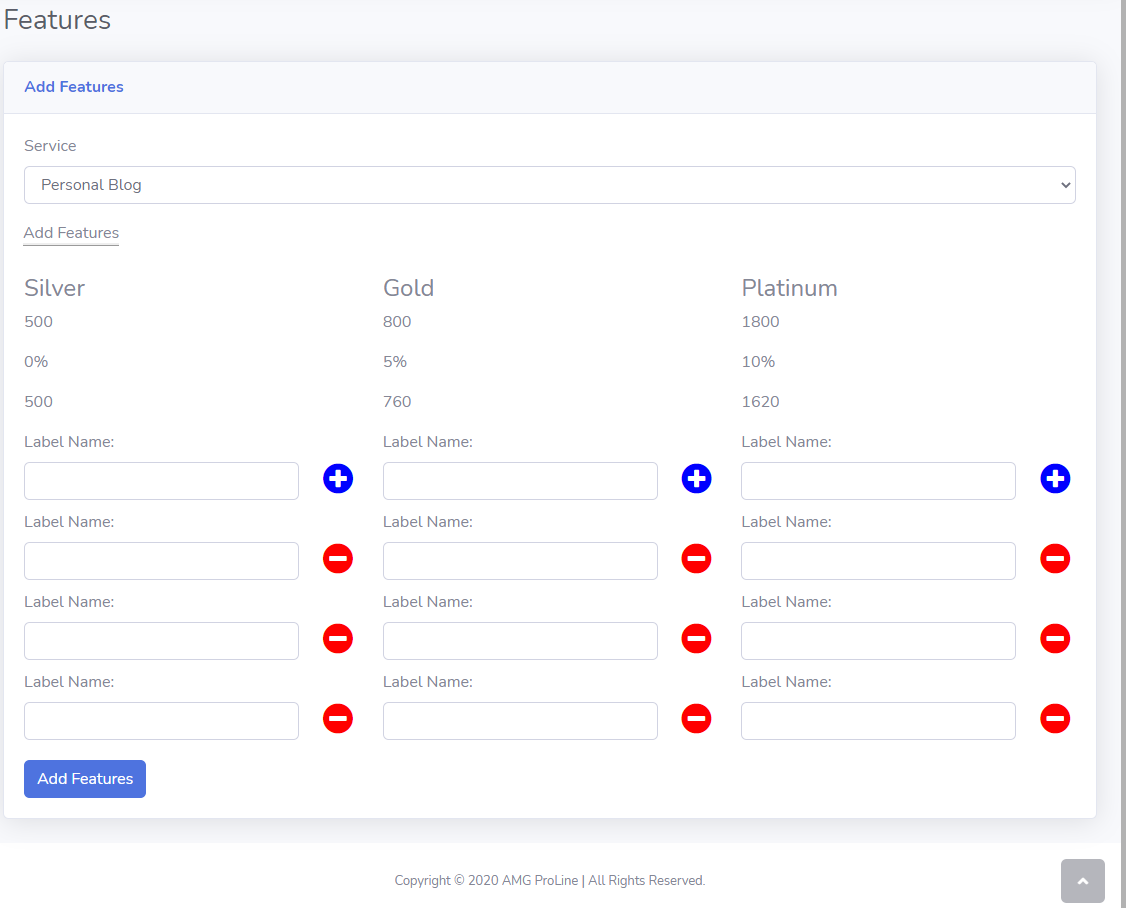 Features
Add Features
Service
Personal Blog
Add Features
Silver Gold Platinum
500 800 1800
0% 5% 10%
500 760 1620
Label Name: Label Name: Label Name:
Label Name: Label Name: Label Name:
Label Name: Label Name: Label Name:
Label Name: Label Name: Label Name:
Add Features
Copyright © 2020 AMG ProLine | All Rights Reserved.